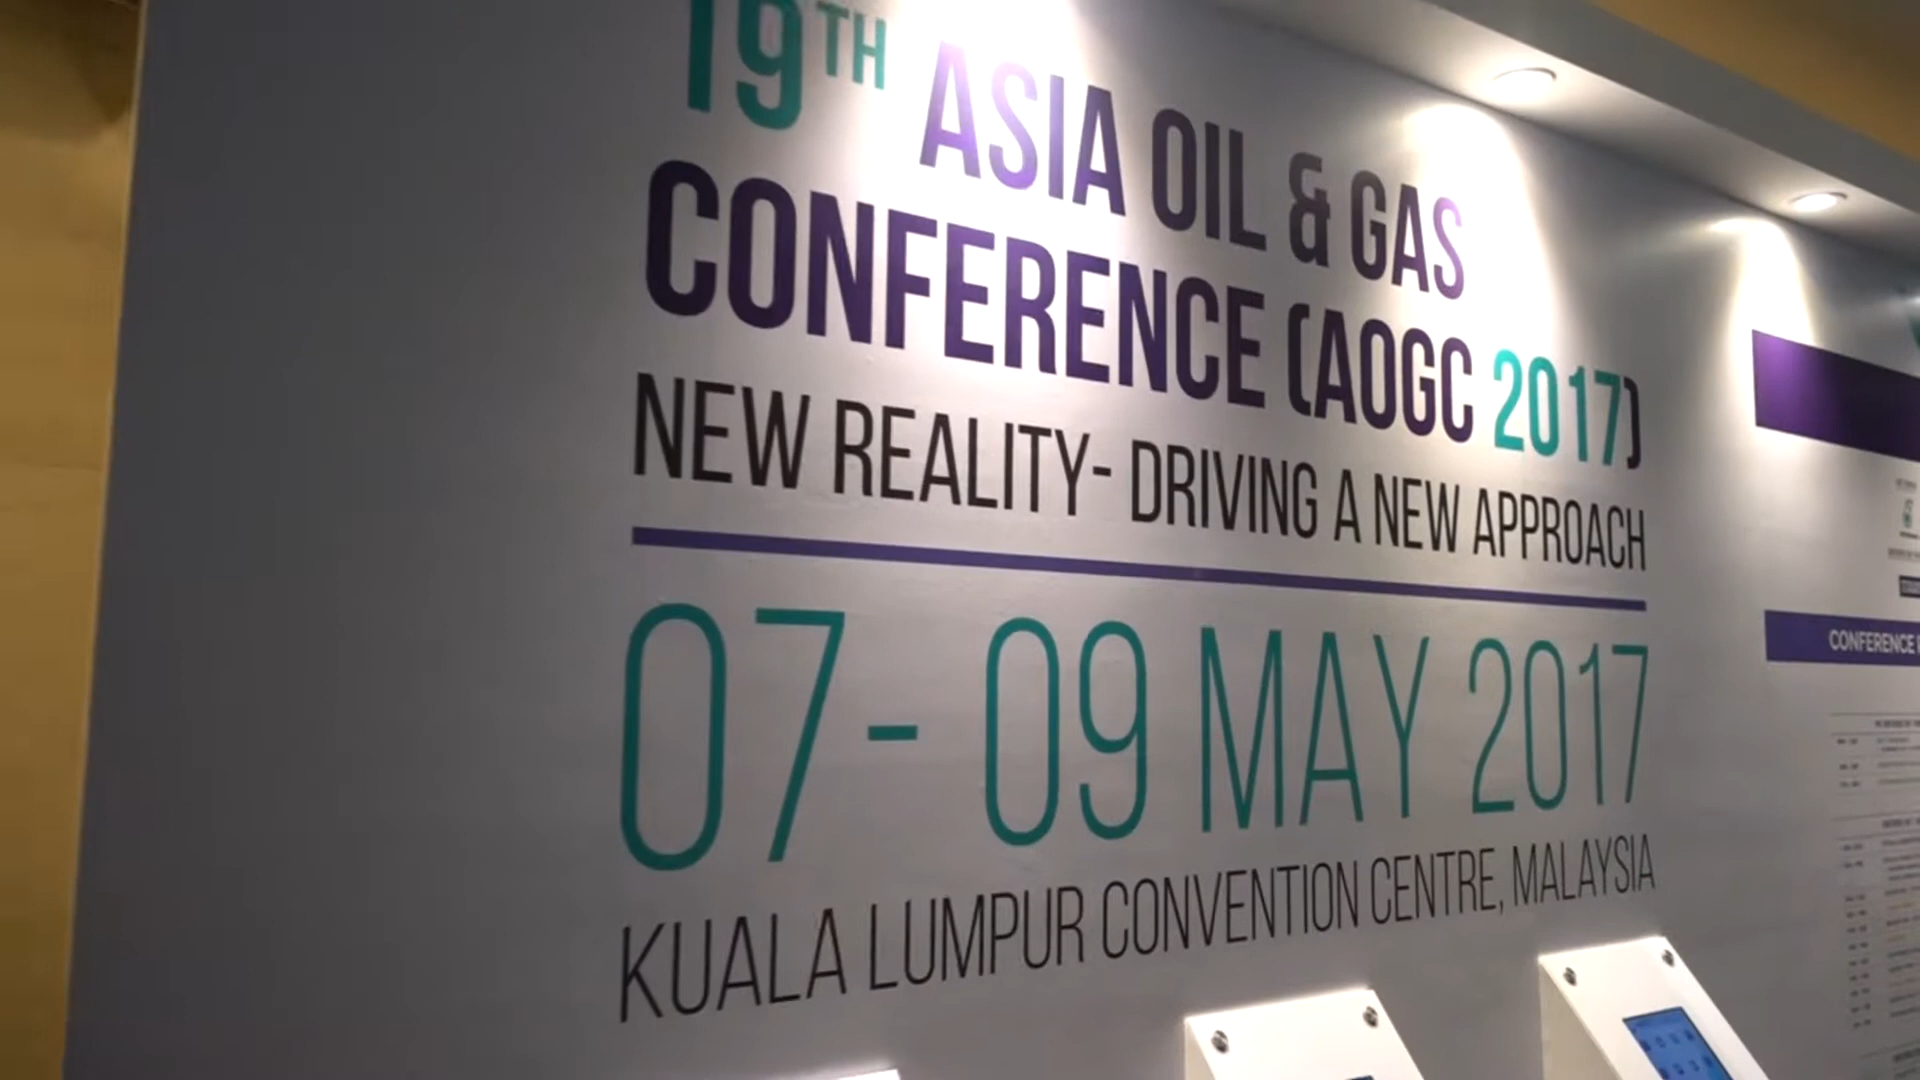 19TH ASIA OIL & GAS
CONFERENCE (AOGC 2017)
NEW REALITY- DRIVING A NEW APPROACH
07- 09 MAY 2017
KUALA LUMPUR CONVENTION CENTRE, MALAYSIA
CONFERENCE